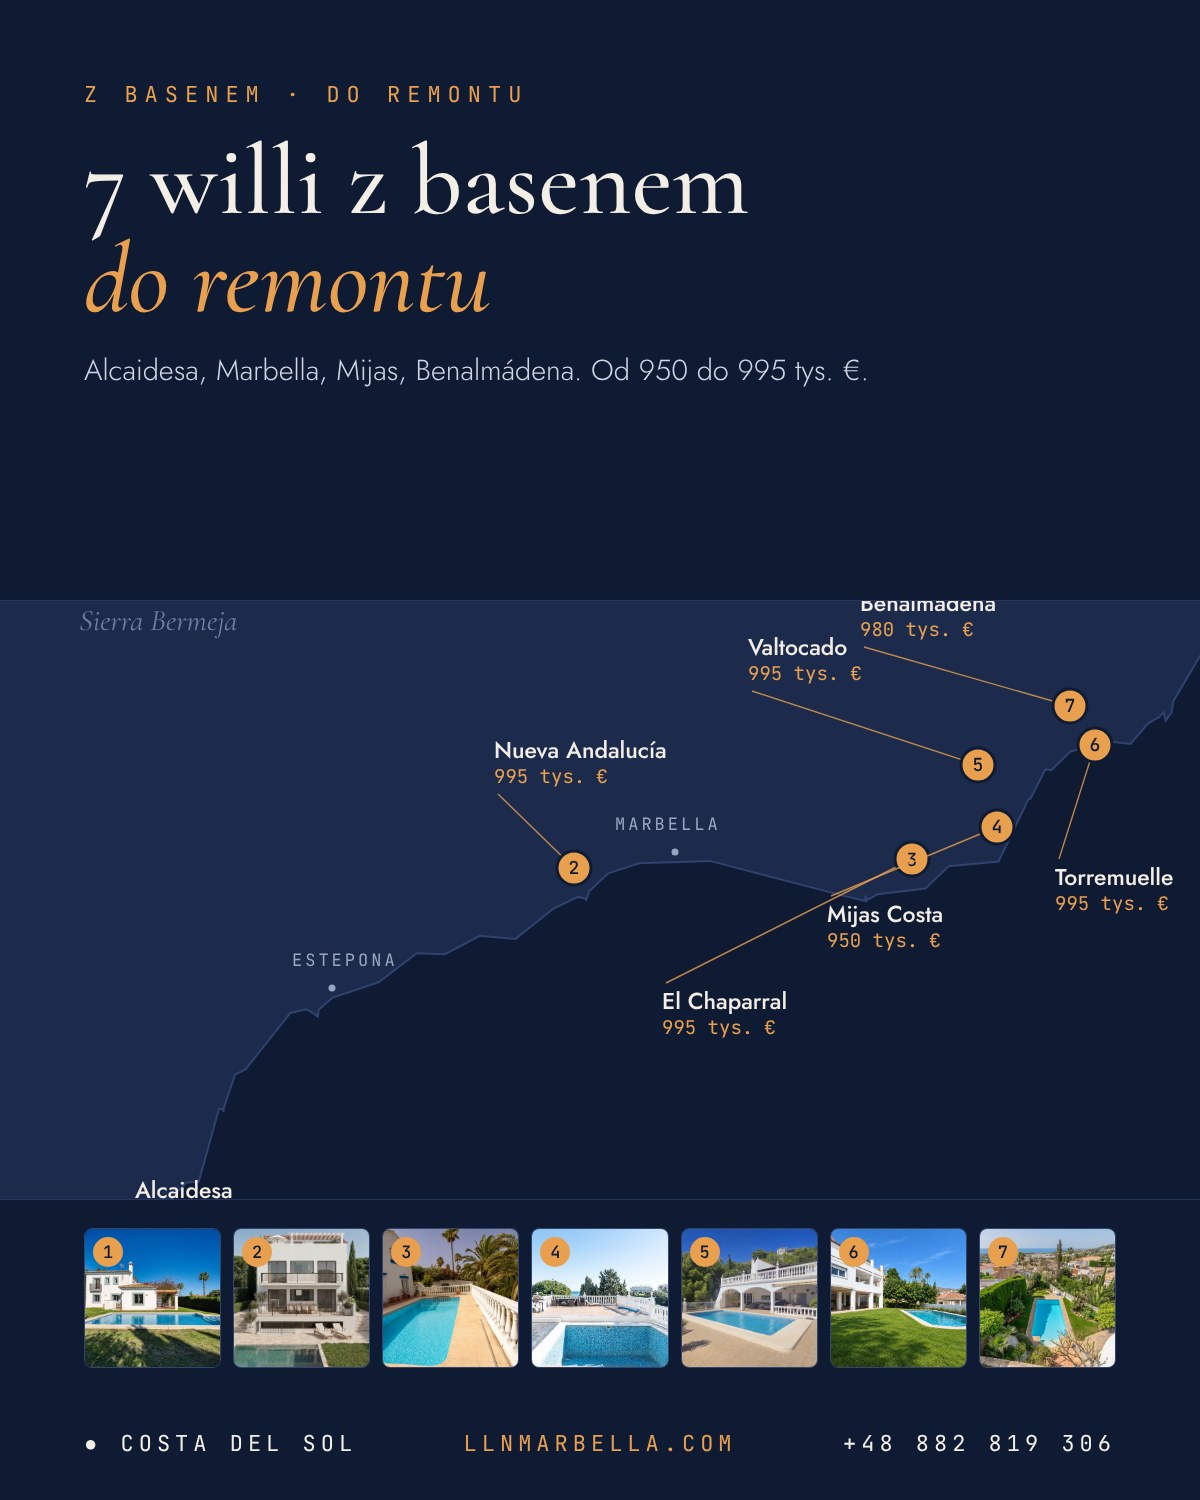 Z BASENEM · DO REMONTU
7 willi z basenem
do remontu
Alcaidesa, Marbella, Mijas, Benalmádena. Od 950 do 995 tys. €.
Sierra Bermeja
Benalmádena
980 tys. €
Valtocado
995 tys. €
7
6
5
Nueva Andalucía
995 tys. €
MARBELLA
4
3
2
Torremuelle
995 tys. €
Mijas Costa
950 tys. €
ESTEPONA
El Chaparral
995 tys. €
Alcaidesa
1
2
3
4
5
6
7
• COSTA DEL SOL
LLNMARBELLA.COM
+48 882 819 306